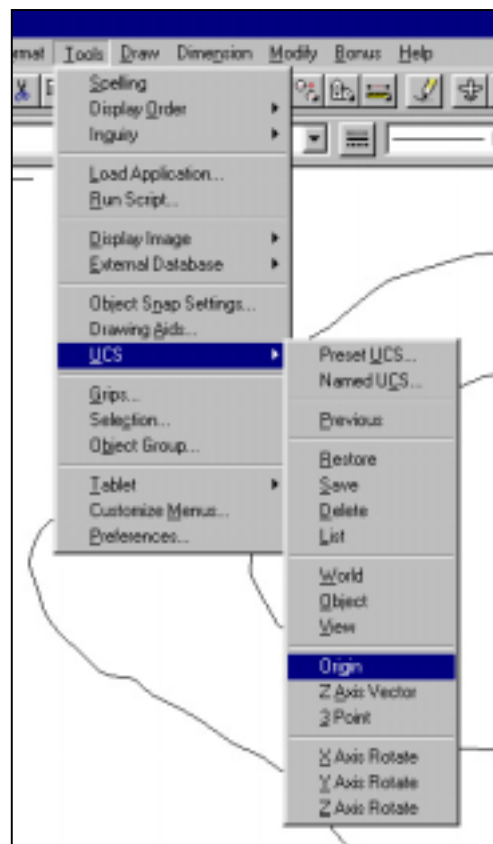 rmat Tools Draw Dimension Modify Bonus Help
Spelling
Display Order
Inquiry
Load Application...
Run Script...
Display Image
External Database
Object Snap Settings...
Drawing Aids...
UCS
Grips...
Selection...
Object Group...
Tablet
Customize Menus...
Preferences...
Preset UCS...
Named UCS...
Previous
Restore
Save
Delete
List
World
Object
View
Origin
Z Axis Vector
3 Point
X Axis Rotate
Y Axis Rotate
Z Axis Rotate